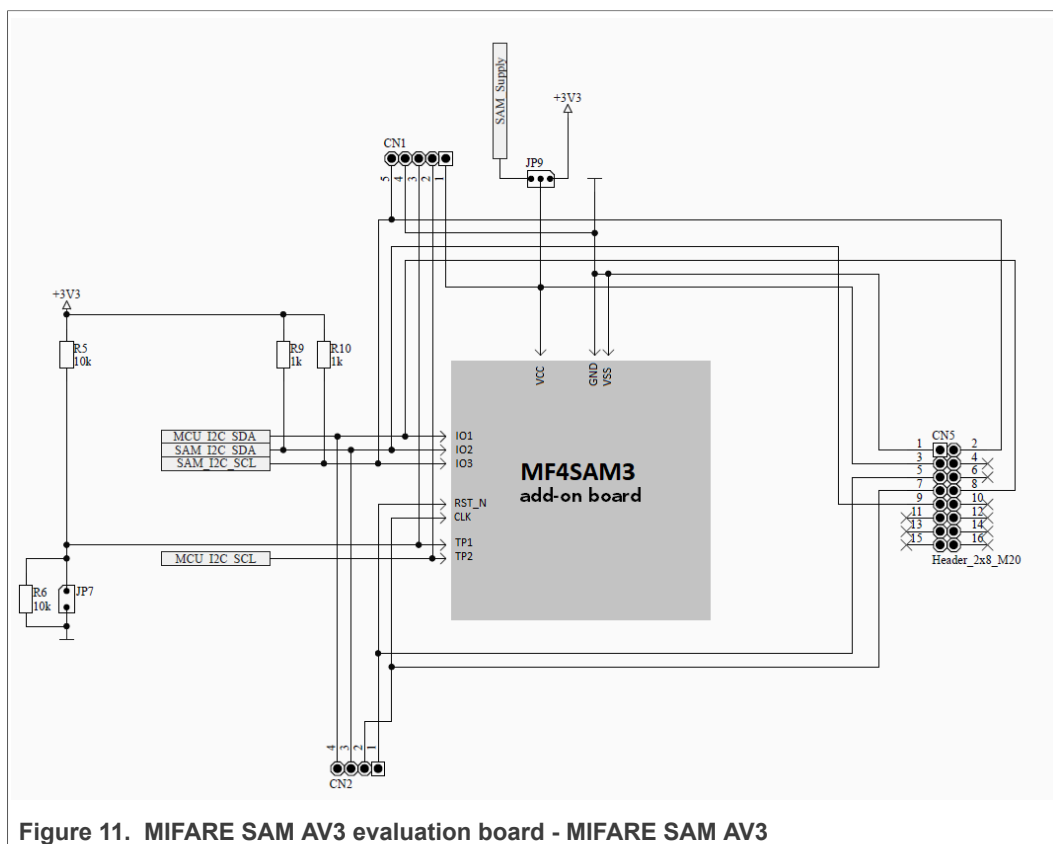 SAM_Supply
+3V3
CN1
5 4 3 2 1
JP9
+3V3
R5
10k
R9
1k
R10
1k
VCC
GND
VSS
MCU_I2C_SDA
SAM_I2C_SDA
SAM_I2C_SCL
IO1
IO2
IO3
MF4SAM3
add-on board
RST_N
CLK
TP1
TP2
MCU_I2C_SCL
CN5
1 2
3 4
5 6
7 8
9 10
11 12
13 14
15 16
Header_2x8_M20
R6
10k
JP7
4 3 2 1
CN2
Figure 11. MIFARE SAM AV3 evaluation board - MIFARE SAM AV3